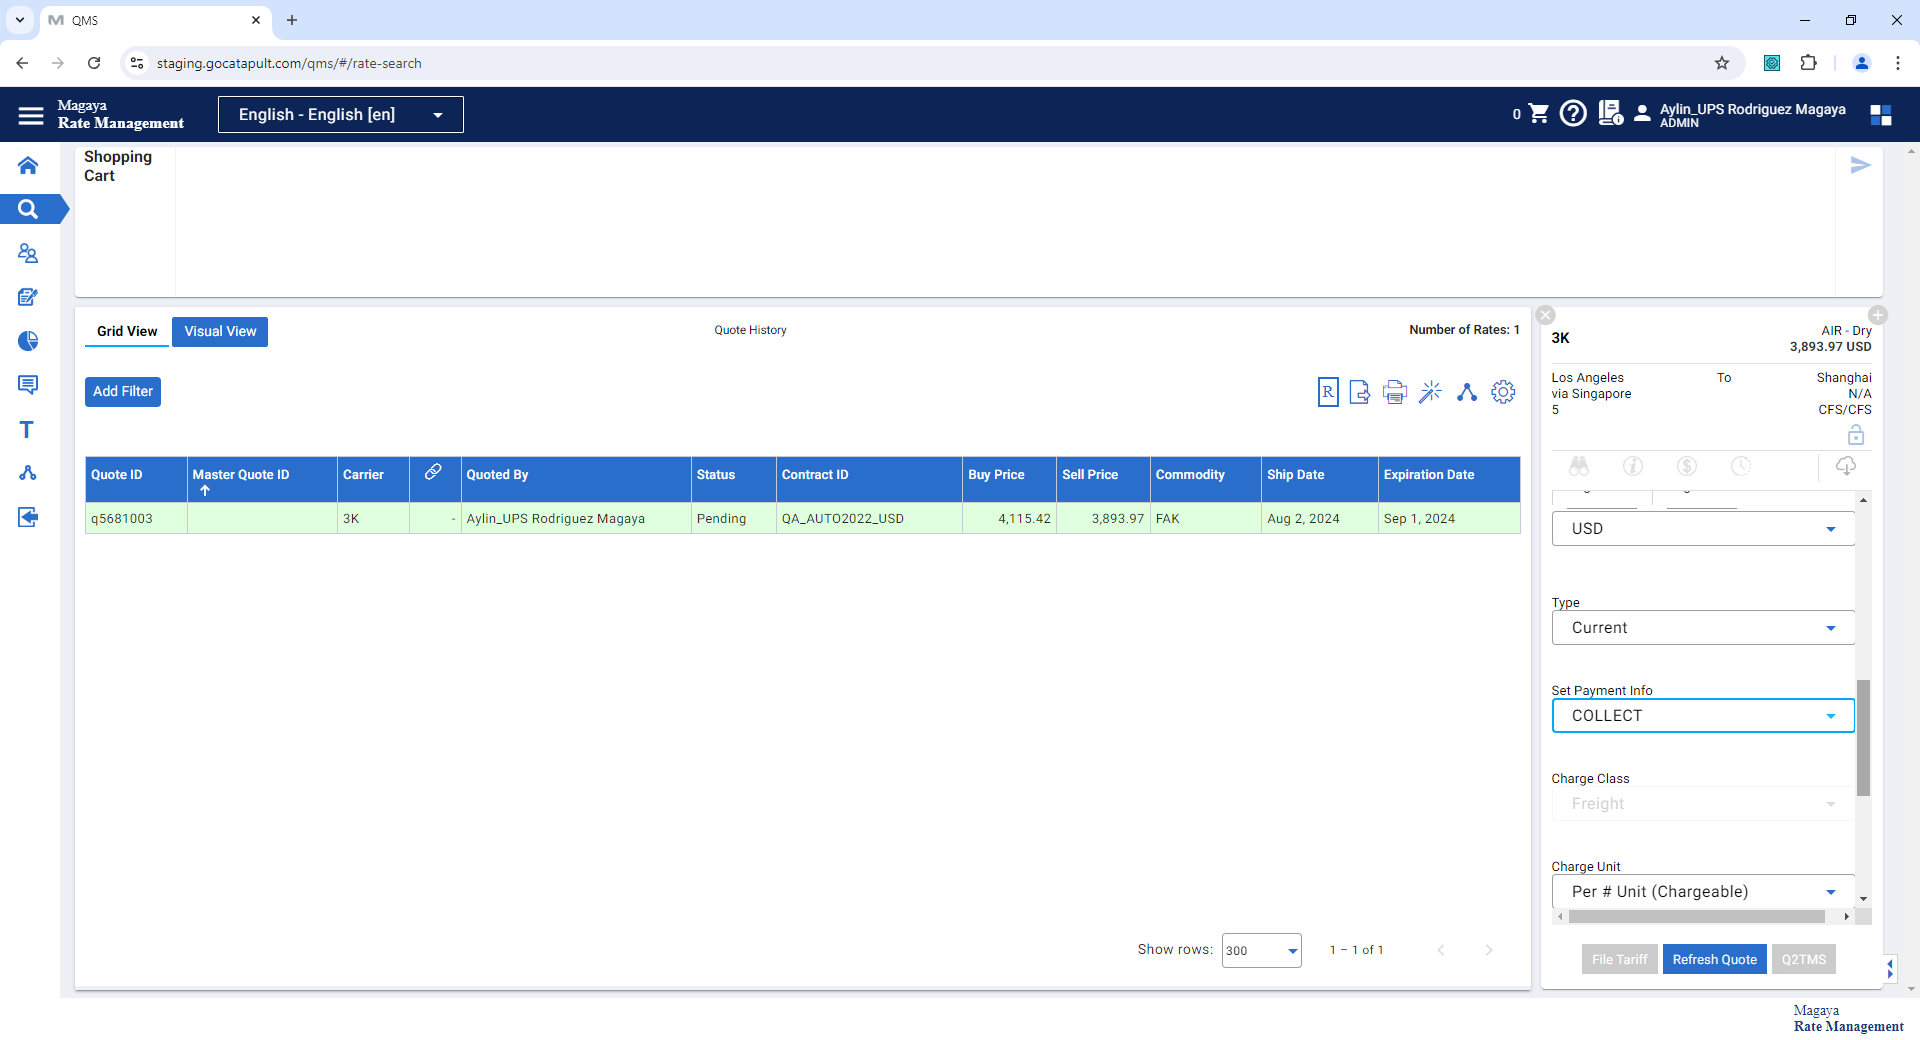 QMS
staging.gocatapult.com/qms/#/rate-search
Magaya
Rate Management
English - English [en]
0
Aylin_UPS Rodriguez Magaya
ADMIN
Shopping
Cart
Grid View
Visual View
Quote History
Number of Rates: 1
Add Filter
R
Quote ID
Master Quote ID
Carrier
Quoted By
Status
Contract ID
Buy Price
Sell Price
Commodity
Ship Date
Expiration Date
q5681003
3K
-
Aylin_UPS Rodriguez Magaya
Pending
QA_AUTO2022_USD
4,115.42
3,893.97
FAK
Aug 2, 2024
Sep 1, 2024
Show rows:
300
1 – 1 of 1
3K
AIR - Dry
3,893.97 USD
Los Angeles
To
Shanghai
via Singapore
N/A
5
CFS/CFS
USD
Type
Current
Set Payment Info
COLLECT
Charge Class
Freight
Charge Unit
Per # Unit (Chargeable)
File Tariff
Refresh Quote
Q2TMS
Magaya
Rate Management